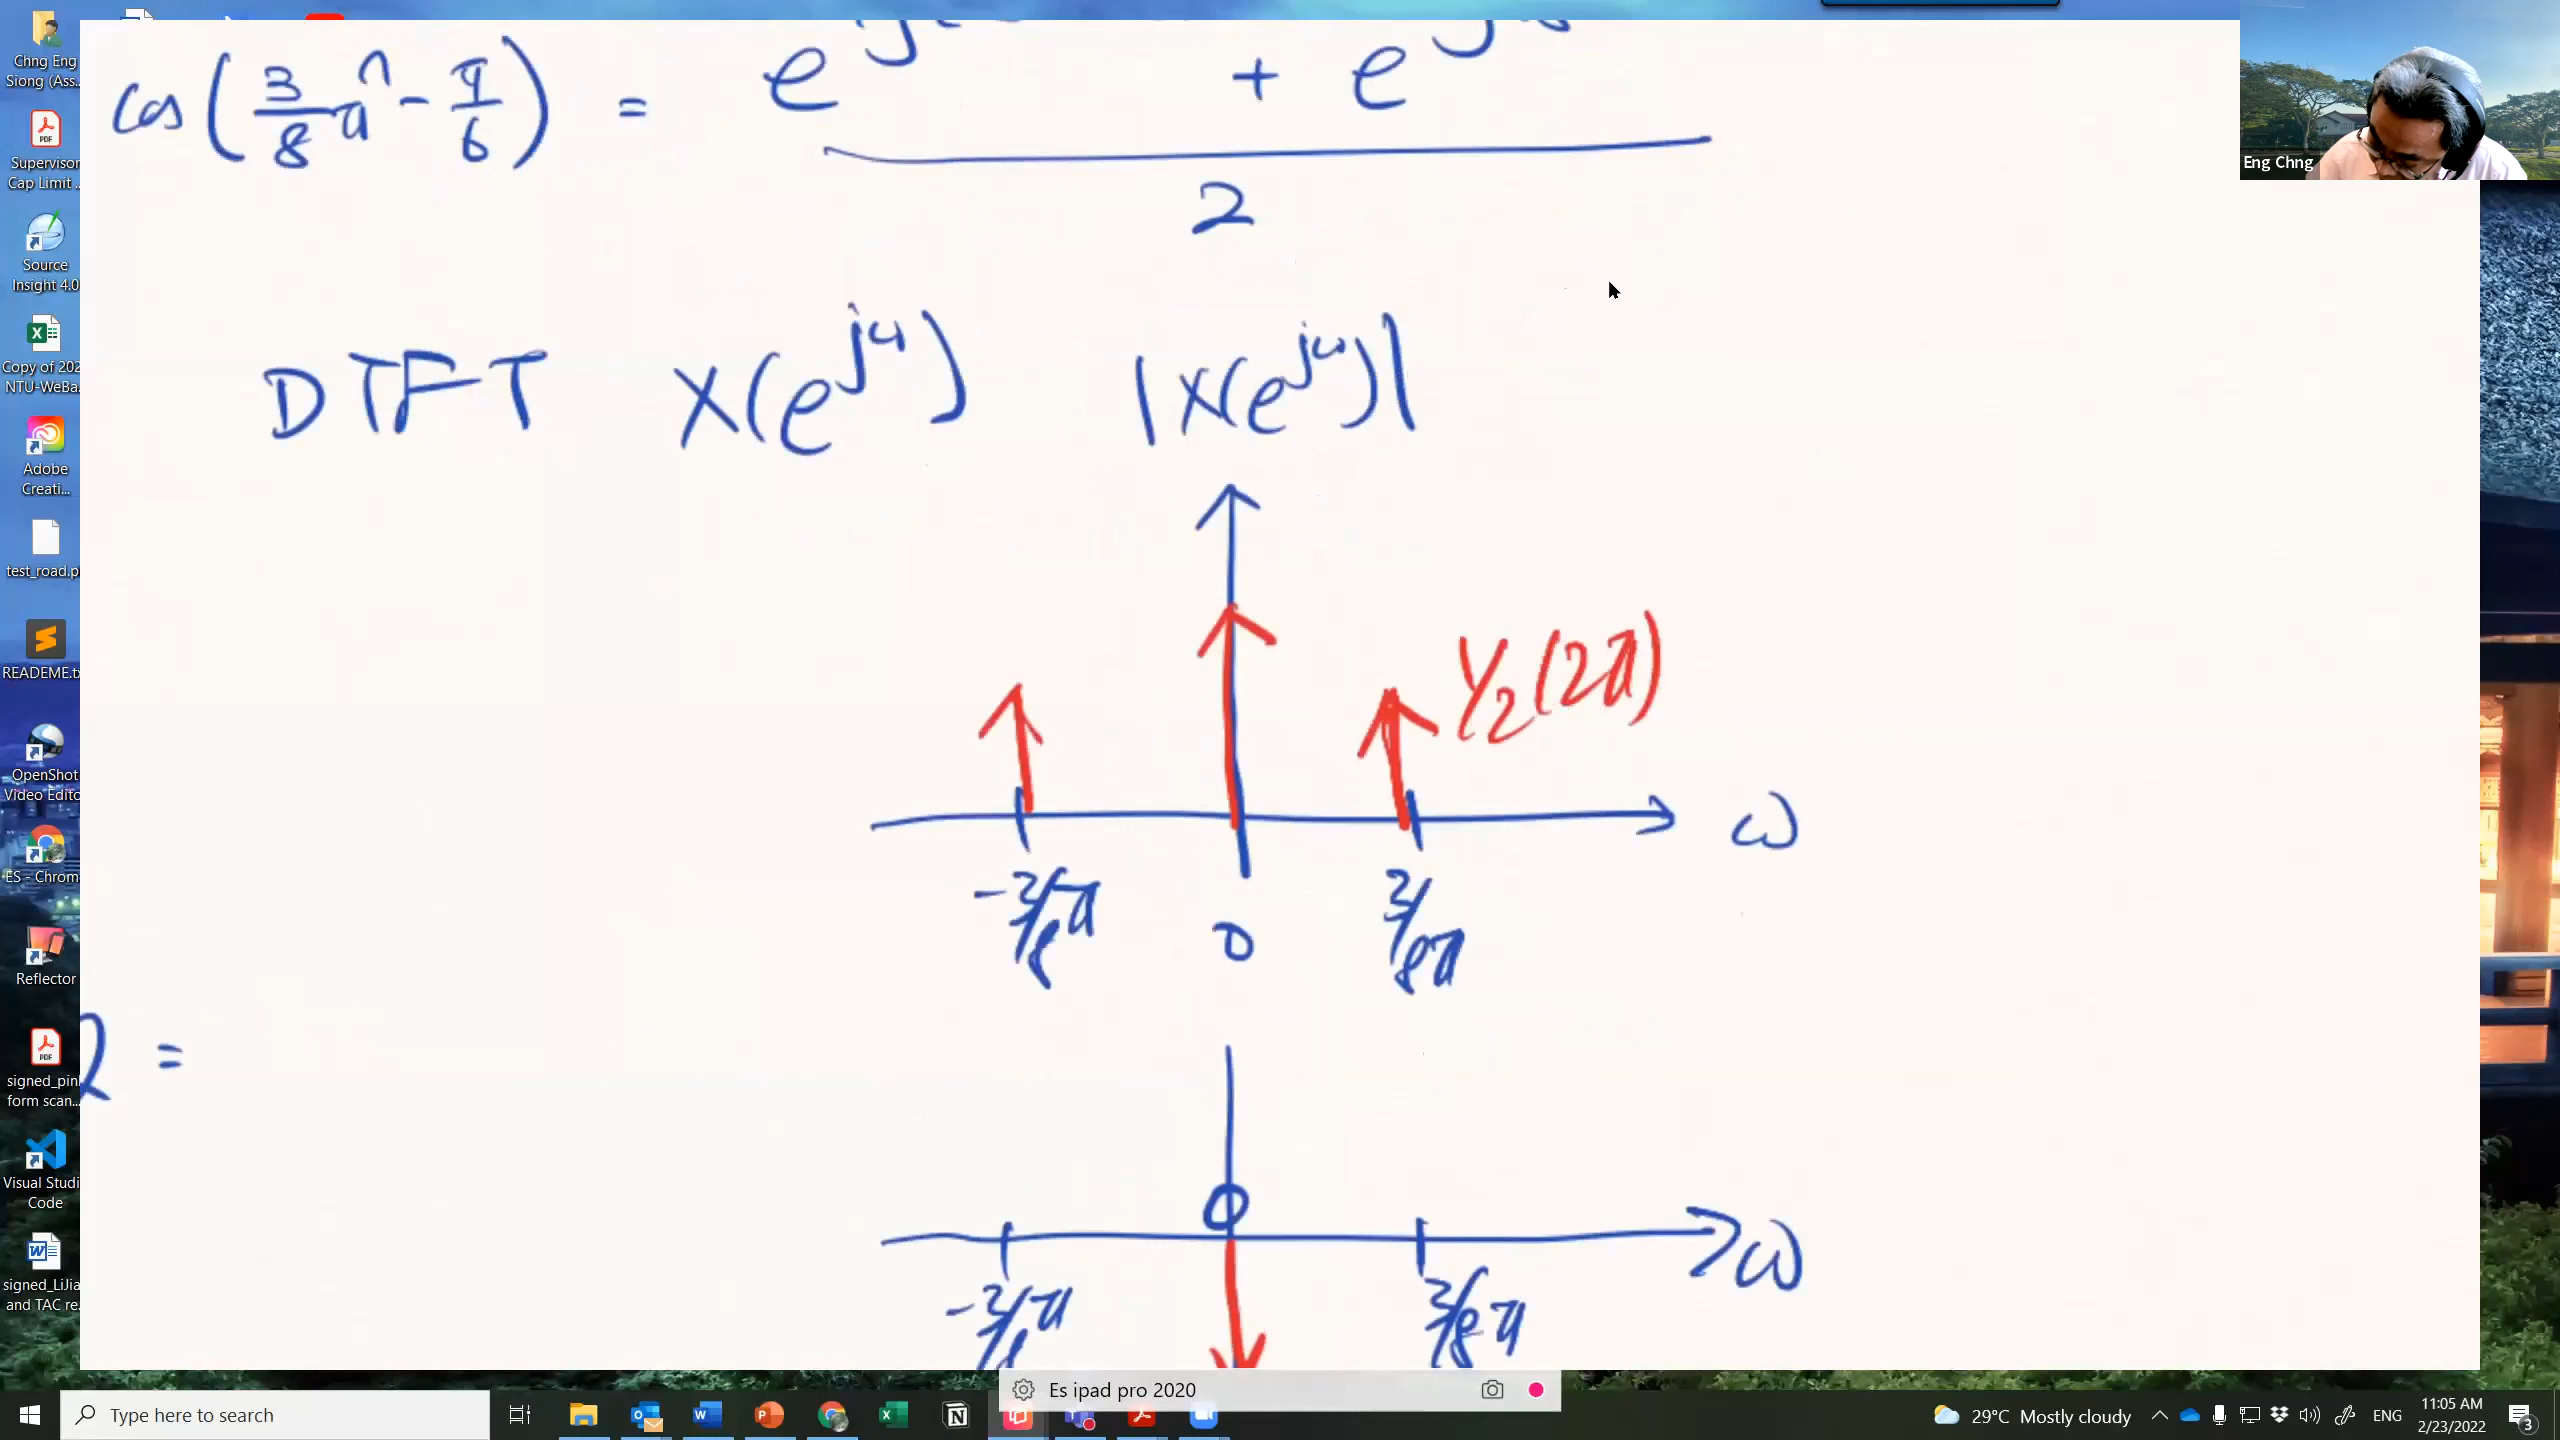 Chng Eng
Siong (Ass...
Supervisor
Cap Limit ...
Source
Insight 4.0
Copy of 202
NTU-WeBa...
Adobe
Creati...
test_road.p
READEME.t
OpenShot
Video Edito
ES - Chrom
Reflector
signed_pinl
form scan...
Visual Studi
Code
signed_LiJia
and TAC re...
Eng Chng
cos(3/8 π n - π/6) = e^j + e^j / 2
DTFT X(e^jω) |X(e^jω)|
1/2(2π)
ω
-3/8π 0 3/8π
2 =
0
ω
-3/8π 3/8π
Es ipad pro 2020
Type here to search
29°C Mostly cloudy
ENG
11:05 AM
2/23/2022
3